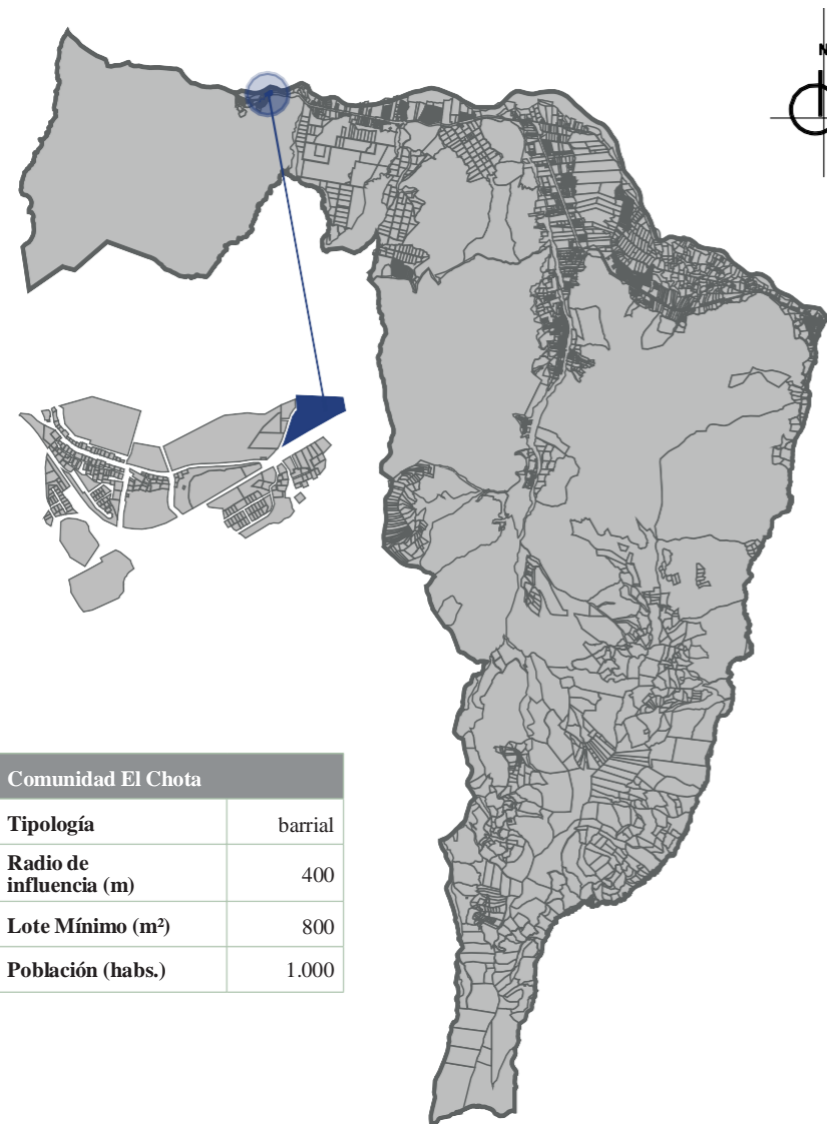 N
Comunidad El Chota
Tipología barrial
Radio de
influencia (m) 400
Lote Mínimo (m²) 800
Población (habs.) 1.000